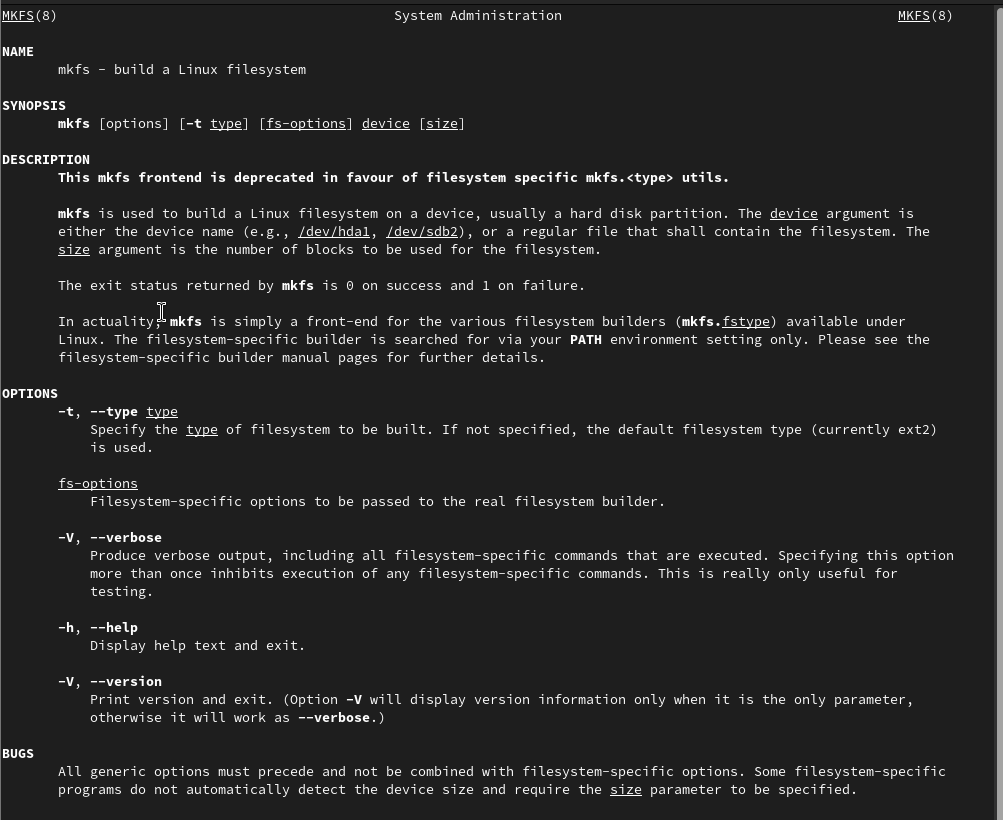 MKFS(8) System Administration MKFS(8)
NAME
mkfs - build a Linux filesystem
SYNOPSIS
mkfs [options] [-t type] [fs-options] device [size]
DESCRIPTION
This mkfs frontend is deprecated in favour of filesystem specific mkfs.<type> utils.
mkfs is used to build a Linux filesystem on a device, usually a hard disk partition. The device argument is
either the device name (e.g., /dev/hda1, /dev/sdb2), or a regular file that shall contain the filesystem. The
size argument is the number of blocks to be used for the filesystem.
The exit status returned by mkfs is 0 on success and 1 on failure.
In actuality, mkfs is simply a front-end for the various filesystem builders (mkfs.fstype) available under
Linux. The filesystem-specific builder is searched for via your PATH environment setting only. Please see the
filesystem-specific builder manual pages for further details.
OPTIONS
-t, --type type
Specify the type of filesystem to be built. If not specified, the default filesystem type (currently ext2)
is used.
fs-options
Filesystem-specific options to be passed to the real filesystem builder.
-V, --verbose
Produce verbose output, including all filesystem-specific commands that are executed. Specifying this option
more than once inhibits execution of any filesystem-specific commands. This is really only useful for
testing.
-h, --help
Display help text and exit.
-V, --version
Print version and exit. (Option -V will display version information only when it is the only parameter,
otherwise it will work as --verbose.)
BUGS
All generic options must precede and not be combined with filesystem-specific options. Some filesystem-specific
programs do not automatically detect the device size and require the size parameter to be specified.